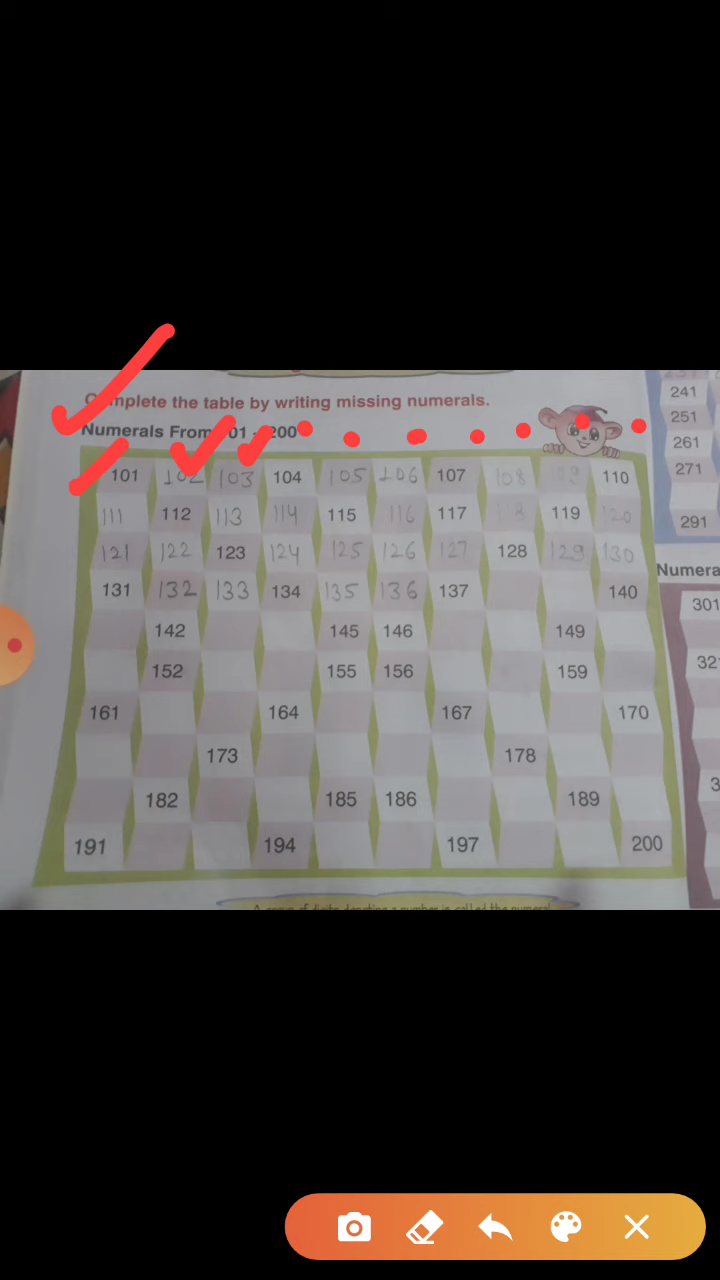 Complete the table by writing missing numerals.
Numerals From 101 - 200
101 102 103 104 105 106 107 108 109 110
111 112 113 114 115 116 117 119 120
121 122 123 124 125 126 127 128 129 130
131 132 133 134 135 136 137 140
142 145 146 149
152 155 156 159
161 164 167 170
173 178
182 185 186 189
191 194 197 200
241
251
261
271
291
Numera
301
32
3